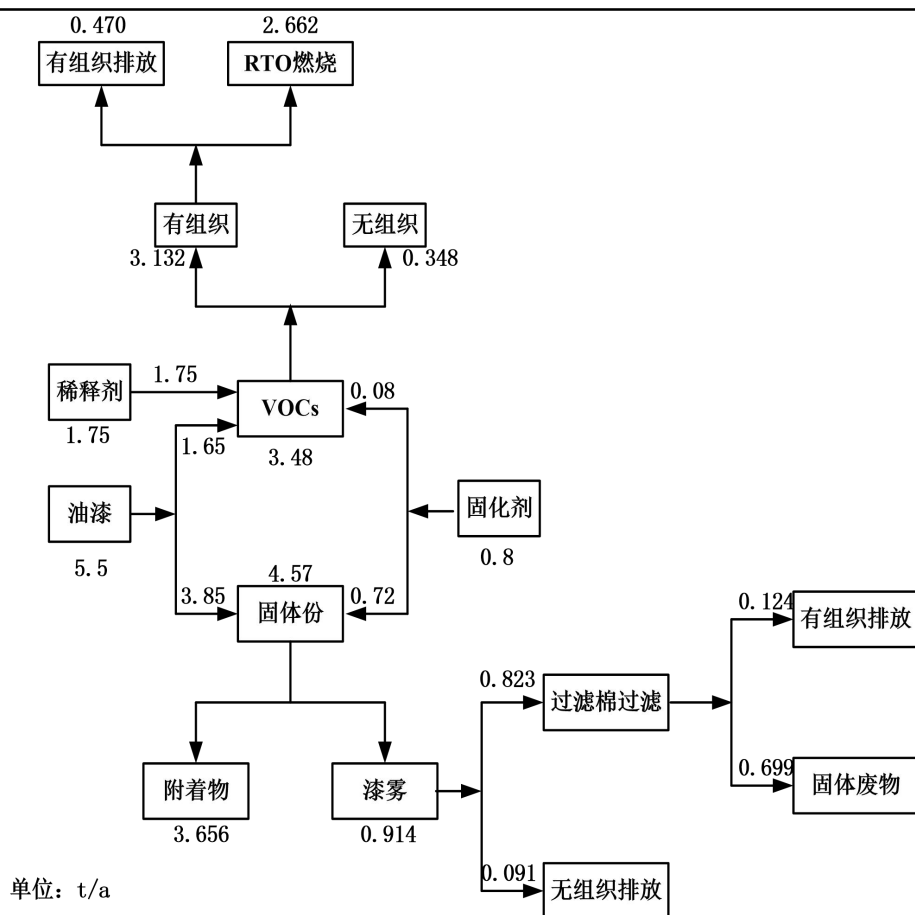 0.470
2.662
有组织排放
RTO燃烧
有组织
无组织
3.132
0.348
稀释剂
1.75
1.75
VOCs
0.08
1.65
3.48
油漆
固化剂
5.5
0.8
4.57
3.85
固体份
0.72
0.124
有组织排放
0.823
过滤棉过滤
附着物
漆雾
0.699
固体废物
3.656
0.914
0.091
无组织排放
单位: t/a